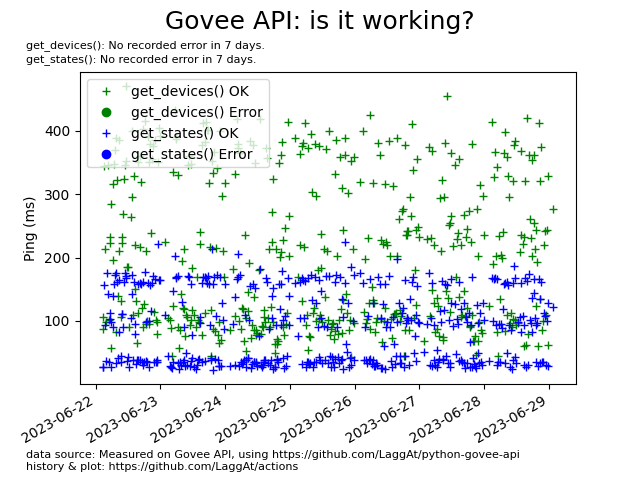 Govee API: is it working?
get_devices(): No recorded error in 7 days.
get_states(): No recorded error in 7 days.
get_devices() OK
get_devices() Error
get_states() OK
get_states() Error
Ping (ms)
400
300
200
100
2023-06-22
2023-06-23
2023-06-24
2023-06-25
2023-06-26
2023-06-27
2023-06-28
2023-06-29
data source: Measured on Govee API, using https://github.com/LaggAt/python-govee-api
history & plot: https://github.com/LaggAt/actions